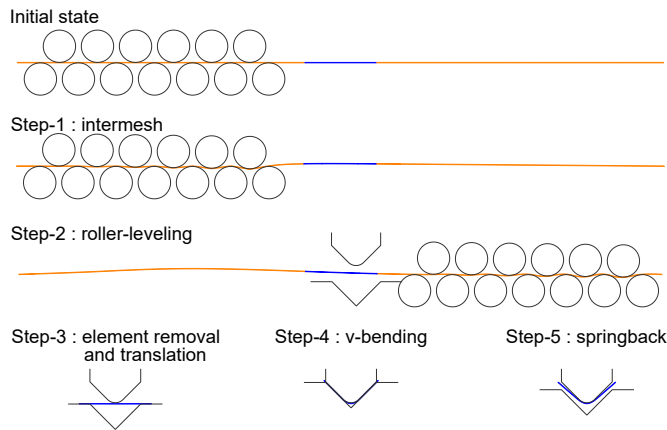 Initial state
Step-1 : intermesh
Step-2 : roller-leveling
Step-3 : element removal
and translation
Step-4 : v-bending
Step-5 : springback